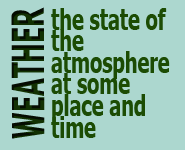 WEATHER
the state of
the
atmosphere
at some
place and
time